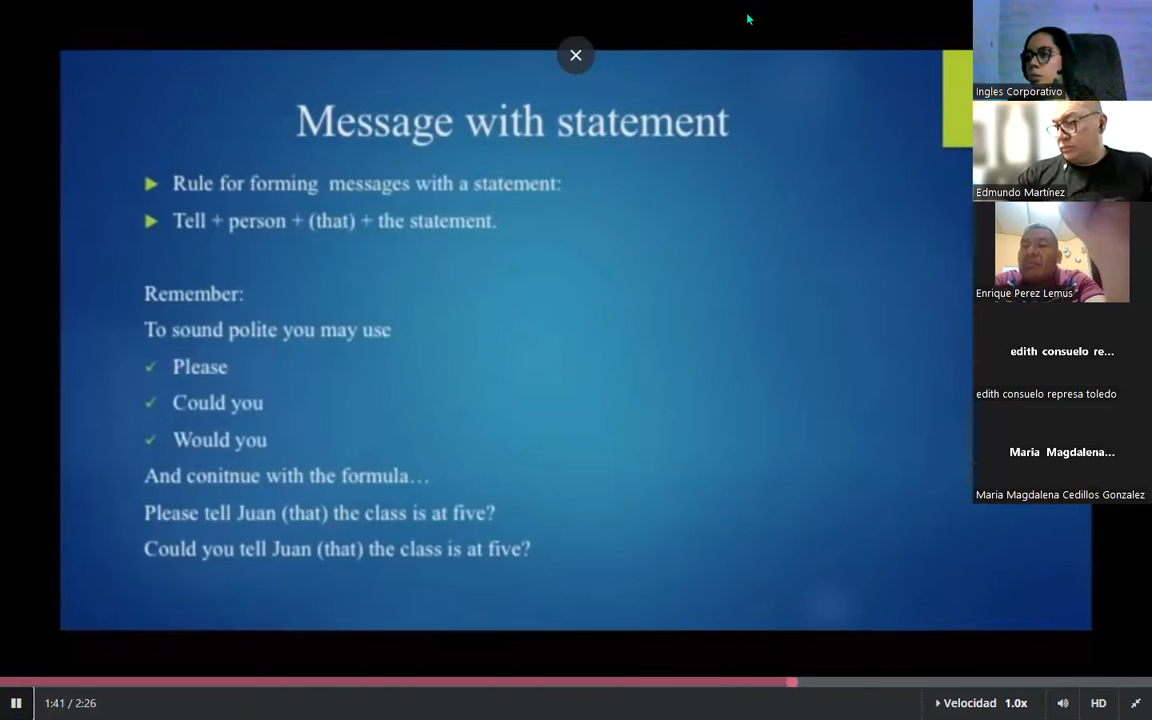 Message with statement
Rule for forming messages with a statement:
Tell + person + (that) + the statement.
Remember:
To sound polite you may use
Please
Could you
Would you
And conitnue with the formula…
Please tell Juan (that) the class is at five?
Could you tell Juan (that) the class is at five?
Ingles Corporativo
Edmundo Martínez
Enrique Perez Lemus
edith consuelo re...
edith consuelo represa toledo
Maria Magdalena...
Maria Magdalena Cedillos Gonzalez
1:41 / 2:26
Velocidad 1.0x
HD